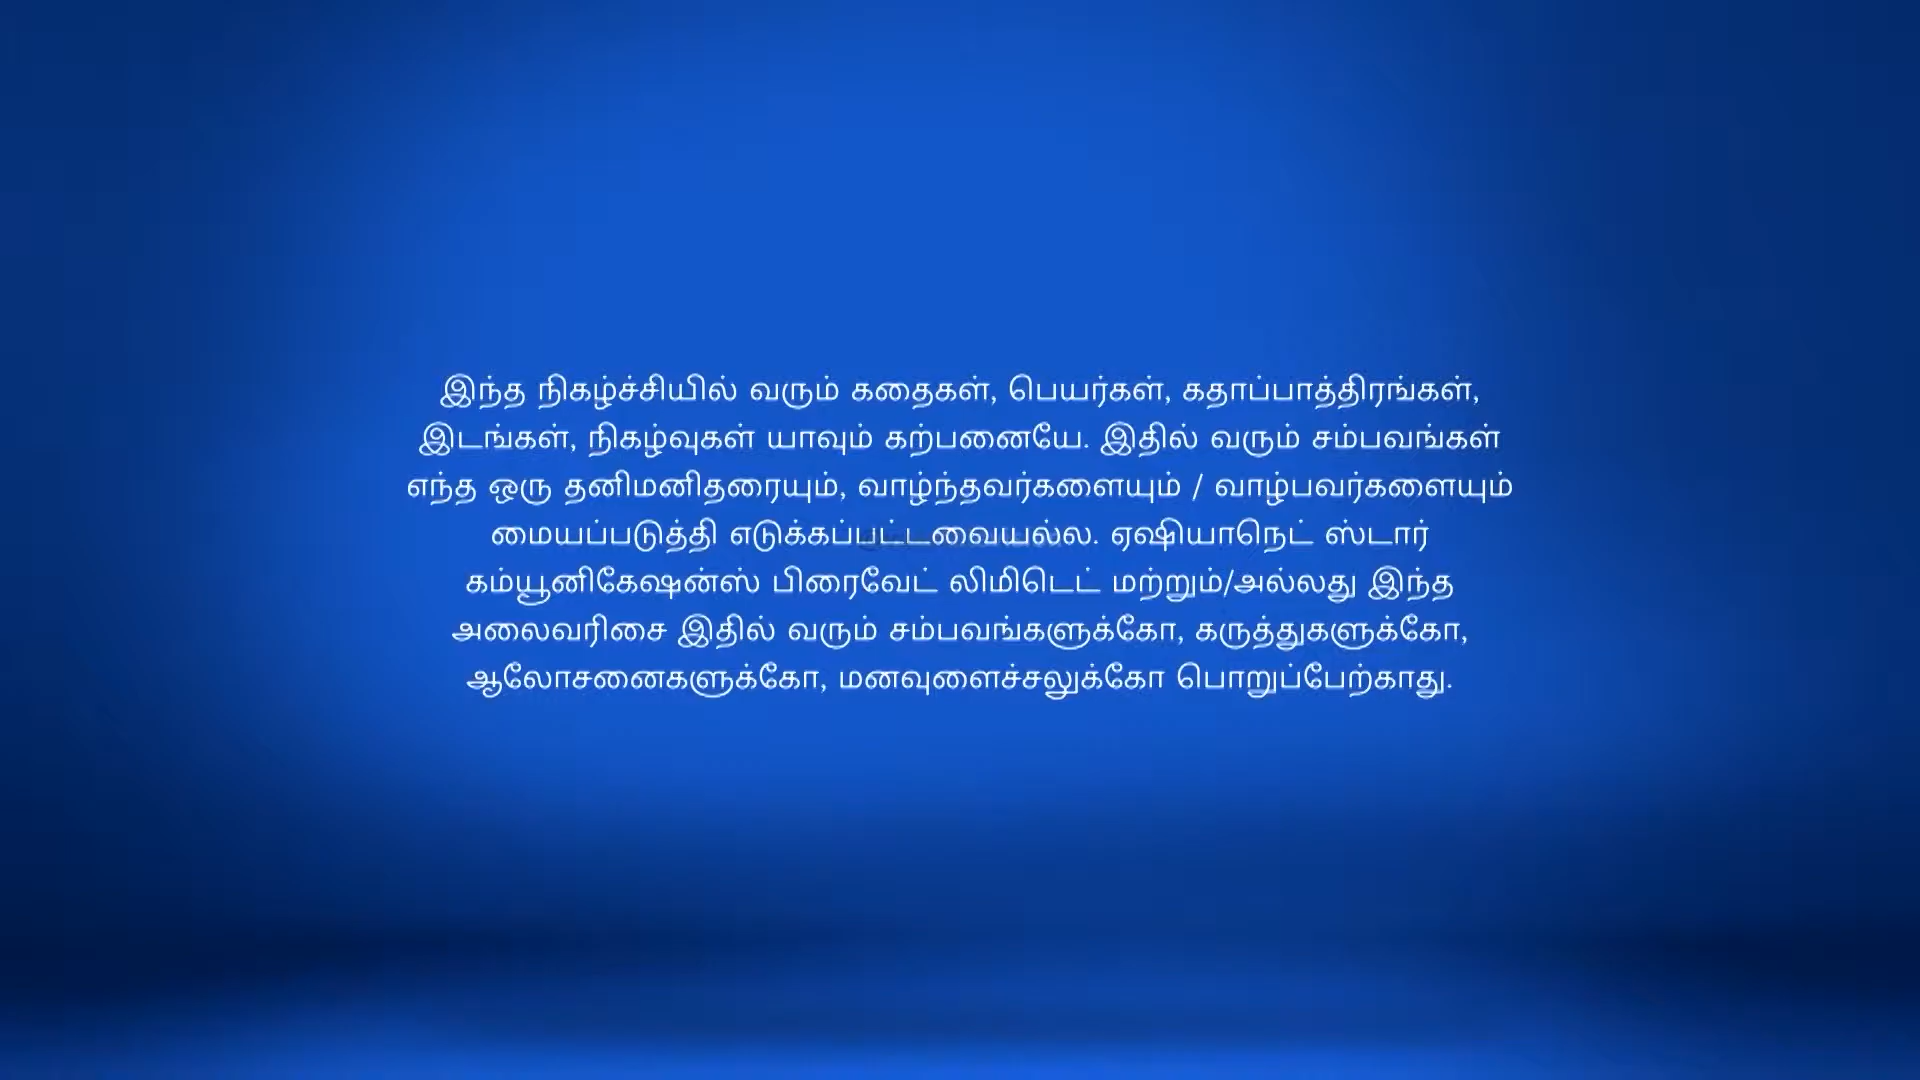 இந்த நிகழ்ச்சியில் வரும் கதைகள், பெயர்கள், கதாப்பாத்திரங்கள்,
இடங்கள், நிகழ்வுகள் யாவும் கற்பனையே. இதில் வரும் சம்பவங்கள்
எந்த ஒரு தனிமனிதரையும், வாழ்ந்தவர்களையும் / வாழ்பவர்களையும்
மையப்படுத்தி எடுக்கப்பட்டவையல்ல. ஏஷியாநெட் ஸ்டார்
கம்யூனிகேஷன்ஸ் பிரைவேட் லிமிடெட் மற்றும்/அல்லது இந்த
அலைவரிசை இதில் வரும் சம்பவங்களுக்கோ, கருத்துகளுக்கோ,
ஆலோசனைகளுக்கோ, மனவுளைச்சலுக்கோ பொறுப்பேற்காது.